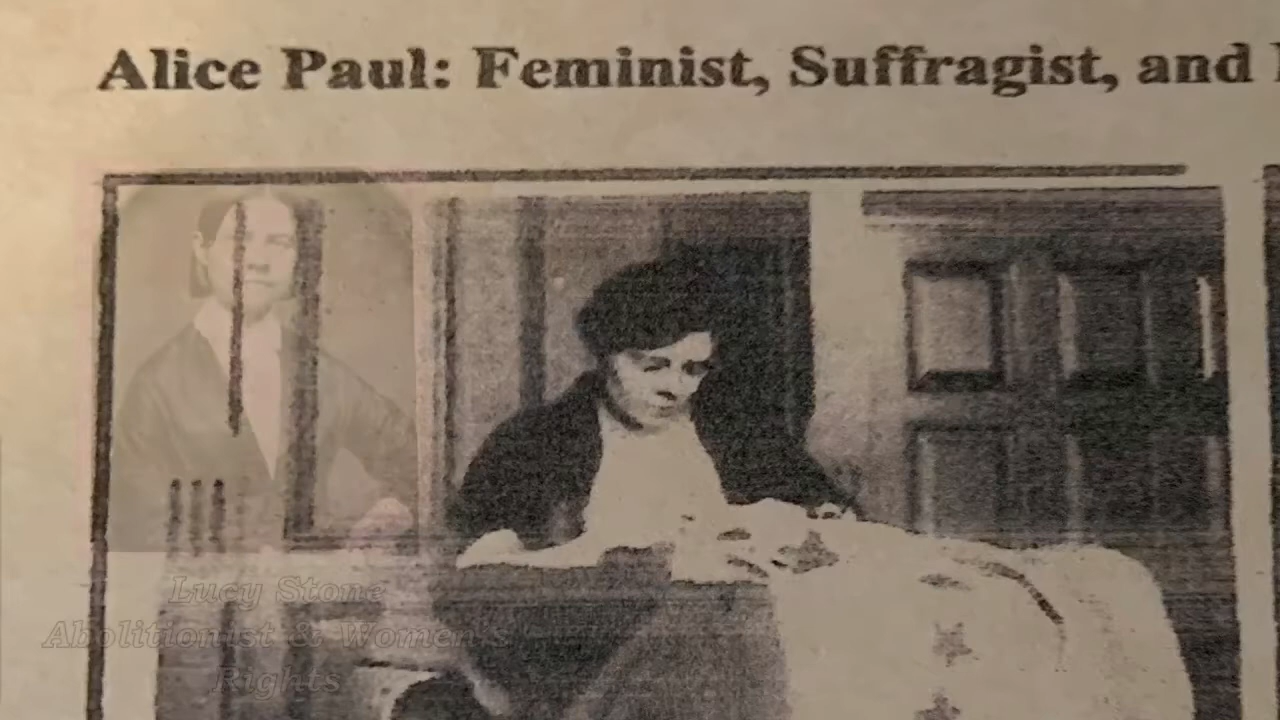 Alice Paul: Feminist, Suffragist, and
Lucy Stone
Abolitionist & Women's
Rights